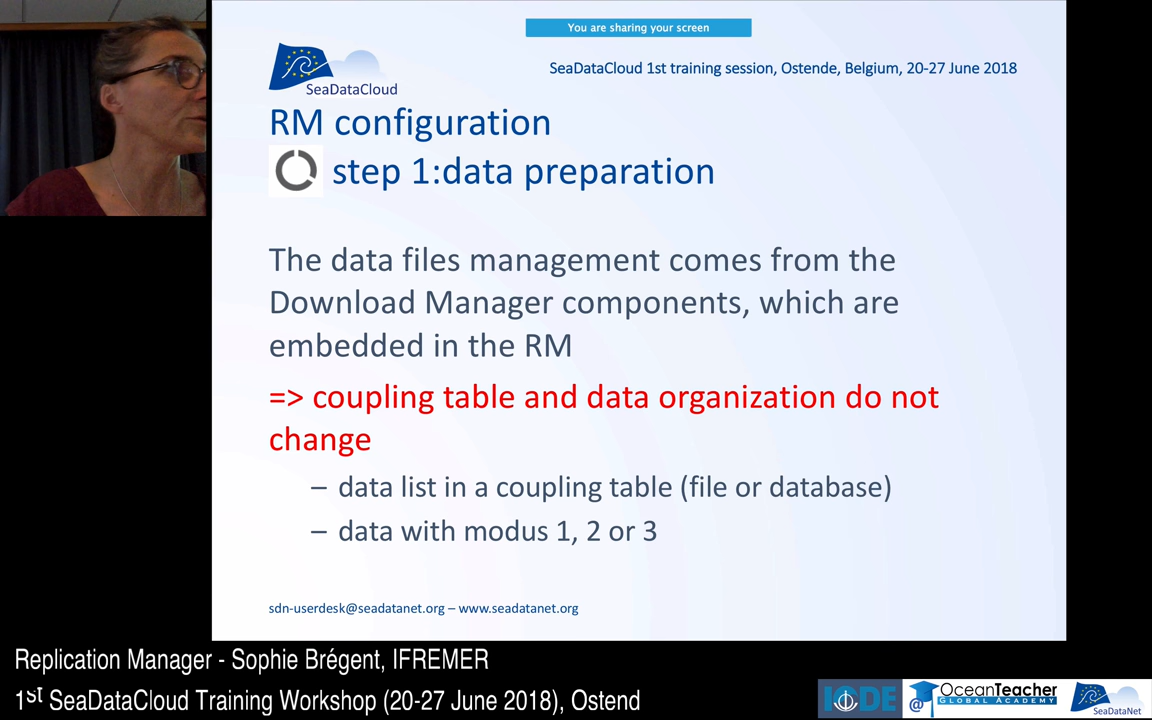 You are sharing your screen
SeaDataCloud
SeaDataCloud 1st training session, Ostende, Belgium, 20-27 June 2018
RM configuration
step 1:data preparation
The data files management comes from the
Download Manager components, which are
embedded in the RM
=> coupling table and data organization do not
change
– data list in a coupling table (file or database)
– data with modus 1, 2 or 3
sdn-userdesk@seadatanet.org – www.seadatanet.org
Replication Manager - Sophie Brégent, IFREMER
1st SeaDataCloud Training Workshop (20-27 June 2018), Ostend
IODE
@ OceanTeacher
GLOBAL ACADEMY
SeaDataNet